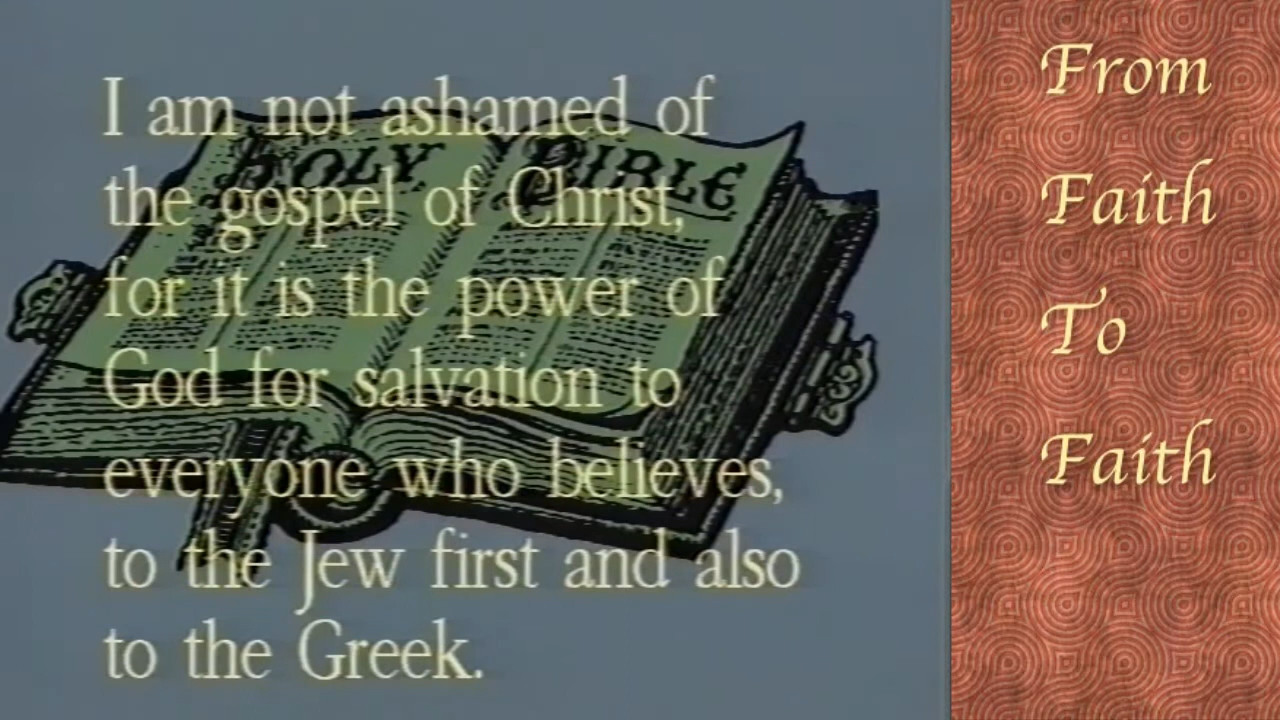 I am not ashamed of
the gospel of Christ,
for it is the power of
God for salvation to
everyone who believes,
to the Jew first and also
to the Greek.
HOLY BIBLE
From
Faith
To
Faith